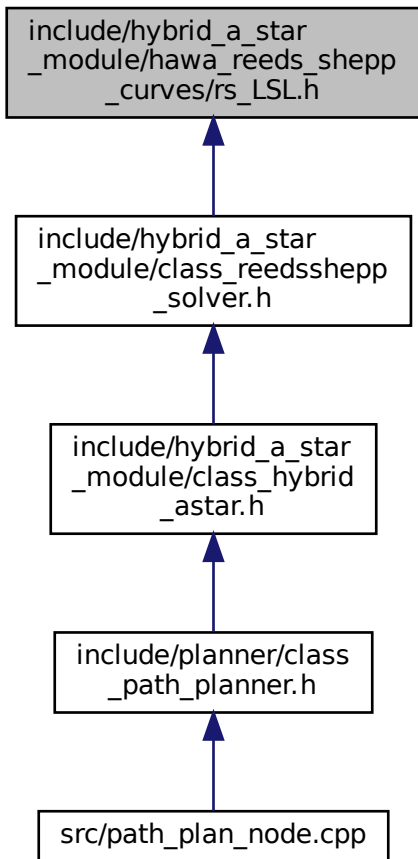 include/hybrid_a_star
_module/hawa_reeds_shepp
_curves/rs_LSL.h
include/hybrid_a_star
_module/class_reedsshepp
_solver.h
include/hybrid_a_star
_module/class_hybrid
_astar.h
include/planner/class
_path_planner.h
src/path_plan_node.cpp